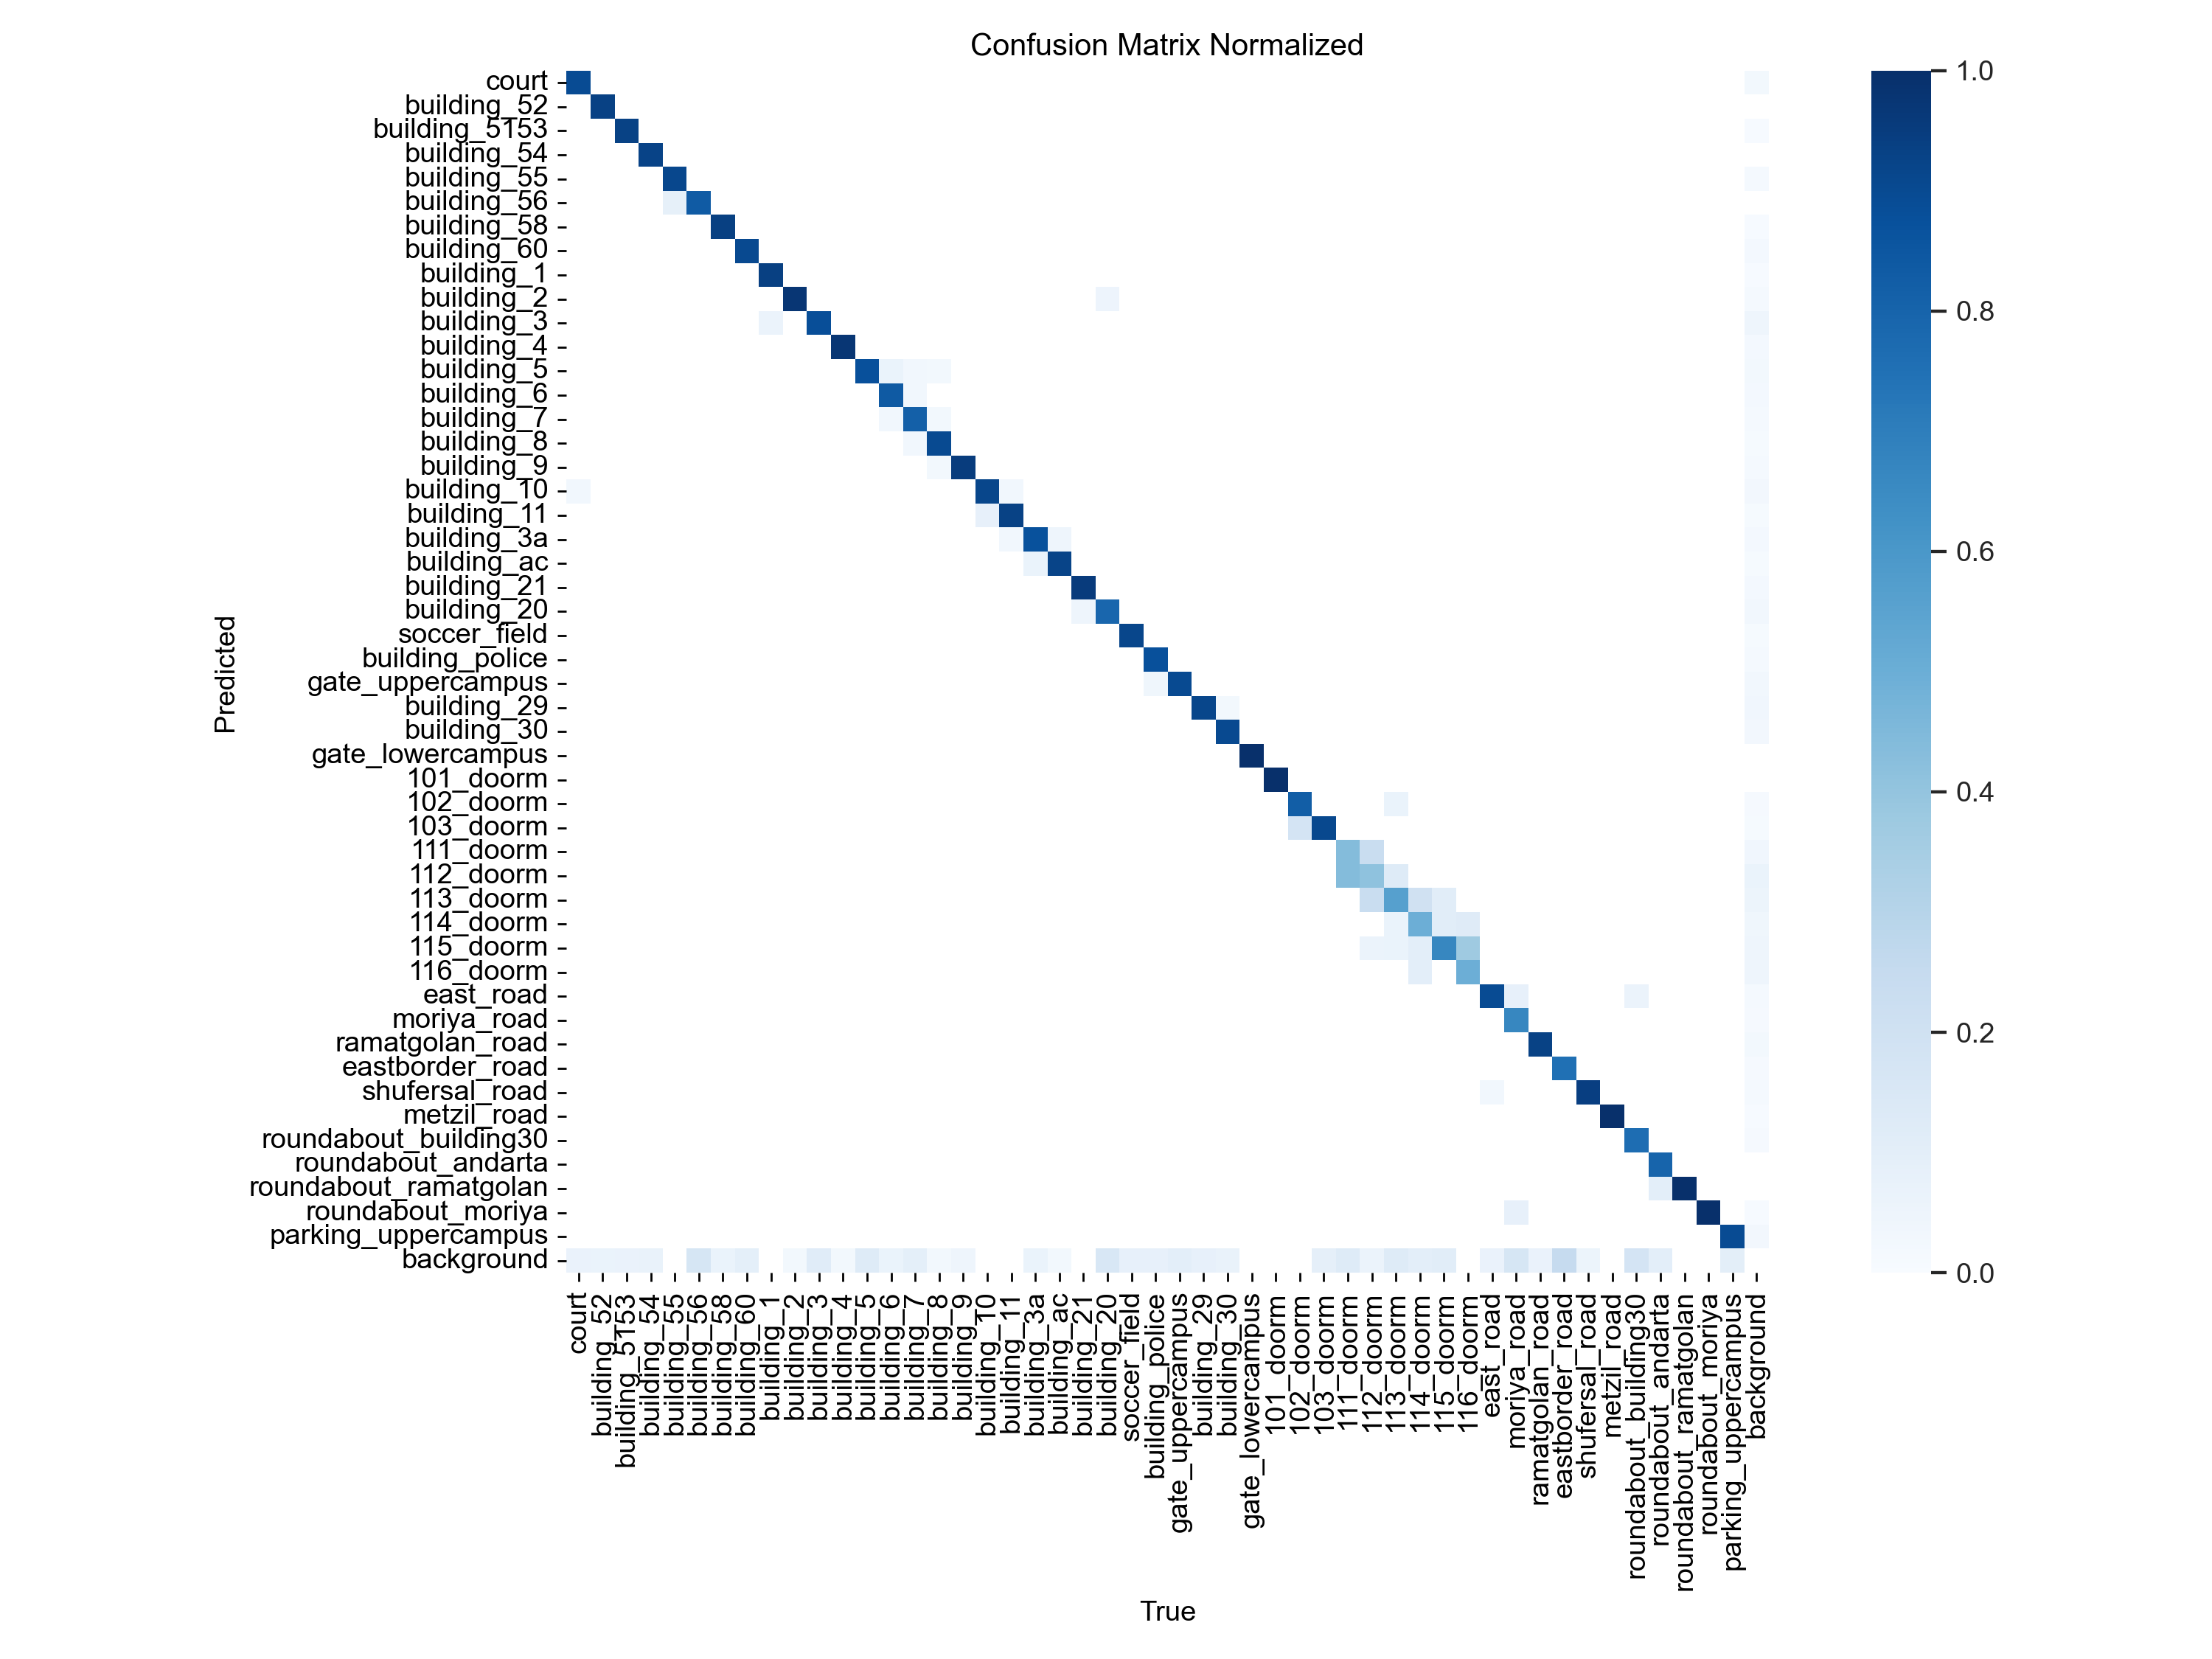 Confusion Matrix Normalized
court
building_52
building_5153
building_54
building_55
building_56
building_58
building_60
building_1
building_2
building_3
building_4
building_5
building_6
building_7
building_8
building_9
building_10
building_11
building_3a
building_ac
building_21
building_20
soccer_field
building_police
gate_uppercampus
building_29
building_30
gate_lowercampus
101_doorm
102_doorm
103_doorm
111_doorm
112_doorm
113_doorm
114_doorm
115_doorm
116_doorm
east_road
moriya_road
ramatgolan_road
eastborder_road
shufersal_road
metzil_road
roundabout_building30
roundabout_andarta
roundabout_ramatgolan
roundabout_moriya
parking_uppercampus
background
Predicted
court
building_52
building_5153
building_54
building_55
building_56
building_58
building_60
building_1
building_2
building_3
building_4
building_5
building_6
building_7
building_8
building_9
building_10
building_11
building_3a
building_ac
building_21
building_20
soccer_field
building_police
gate_uppercampus
building_29
building_30
gate_lowercampus
101_doorm
102_doorm
103_doorm
111_doorm
112_doorm
113_doorm
114_doorm
115_doorm
116_doorm
east_road
moriya_road
ramatgolan_road
eastborder_road
shufersal_road
metzil_road
roundabout_building30
roundabout_andarta
roundabout_ramatgolan
roundabout_moriya
parking_uppercampus
background
True
1.0
0.8
0.6
0.4
0.2
0.0